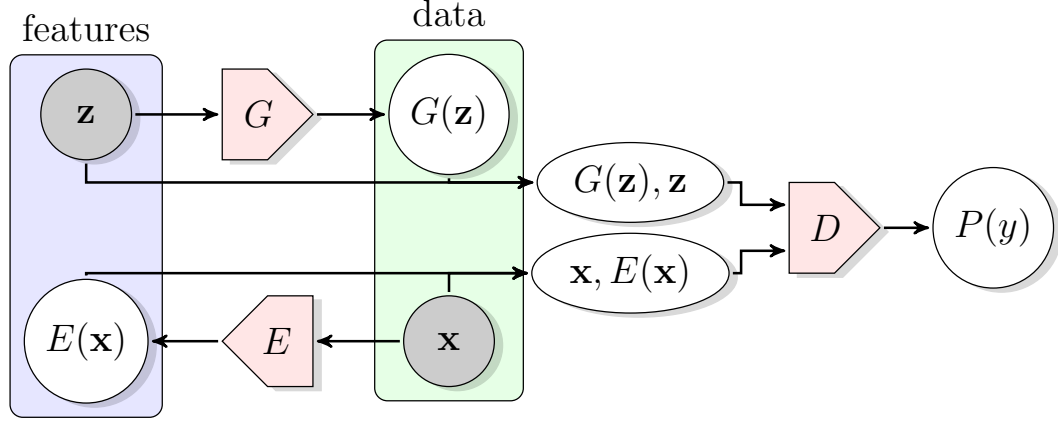 features
data
z
G
G(z)
G(z), z
D
P(y)
x, E(x)
E(x)
E
x